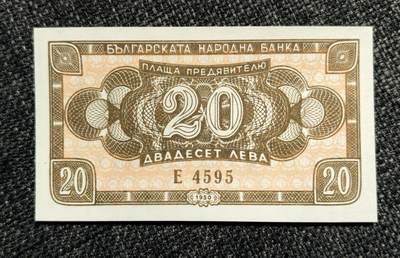 БЪЛГАРСКАТА НАРОДНА БАНКА
ПЛАЩА ПРЕДЯВИТЕЛЮ
20
ДВАДЕСЕТ ЛЕВА
Е 4595
20
1950
20